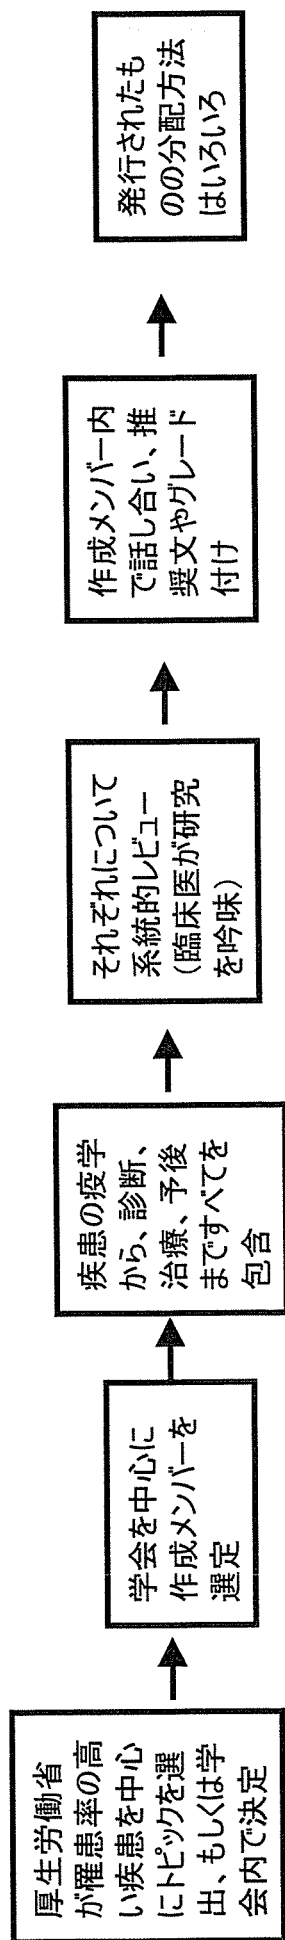 厚生労働省
が罹患率の高
い疾患を中心
にトピックを選
出、もしくは学
会内で決定
学会を中心に
作成メンバーを
選定
疾患の疫学
から、診断、
治療、予後
まですべてを
包含
それぞれについて
系統的レビュー
(臨床医が研究
を吟味)
作成メンバー内
で話し合い、推
奨文やグレード
付け
発行されたも
のの分配方法
はいろいろ